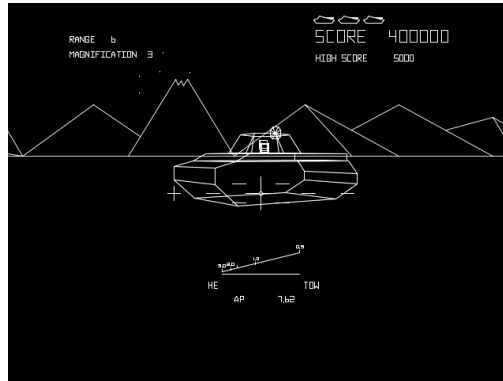 RANGE 6
MAGNIFICATION 3
SCORE 400000
HIGH SCORE 5000
0.5
1.0
3.0 2.0
HE TOW
AP 7.62